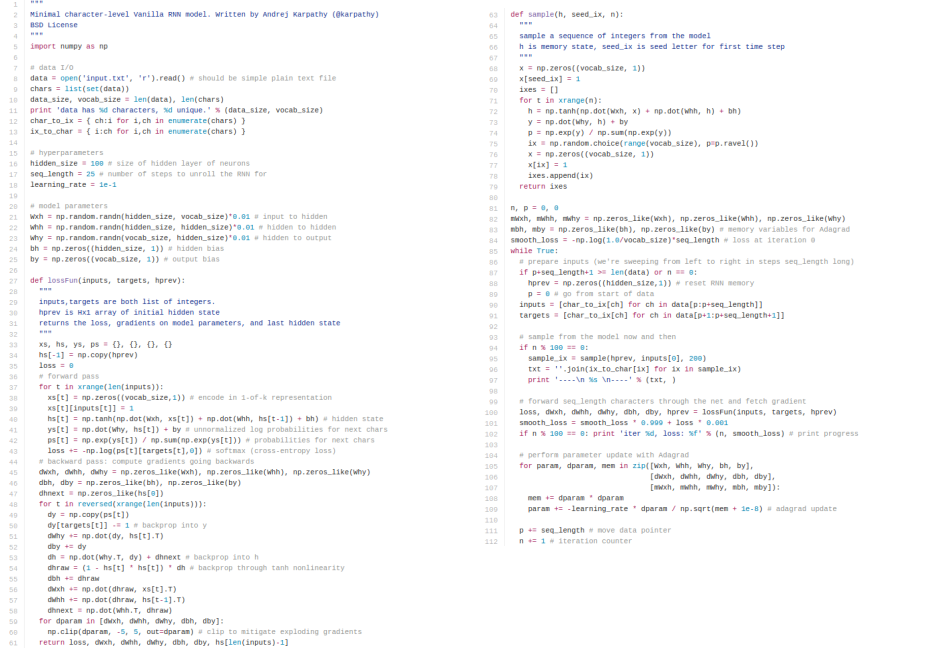 1 """
2 Minimal character-level Vanilla RNN model. Written by Andrej Karpathy (@karpathy)
3 BSD License
4 """
5 import numpy as np
6
7 # data I/O
8 data = open('input.txt', 'r').read() # should be simple plain text file
9 chars = list(set(data))
10 data_size, vocab_size = len(data), len(chars)
11 print 'data has %d characters, %d unique.' % (data_size, vocab_size)
12 char_to_ix = { ch:i for i,ch in enumerate(chars) }
13 ix_to_char = { i:ch for i,ch in enumerate(chars) }
14
15 # hyperparameters
16 hidden_size = 100 # size of hidden layer of neurons
17 seq_length = 25 # number of steps to unroll the RNN for
18 learning_rate = 1e-1
19
20 # model parameters
21 Wxh = np.random.randn(hidden_size, vocab_size)*0.01 # input to hidden
22 Whh = np.random.randn(hidden_size, hidden_size)*0.01 # hidden to hidden
23 Why = np.random.randn(vocab_size, hidden_size)*0.01 # hidden to output
24 bh = np.zeros((hidden_size, 1)) # hidden bias
25 by = np.zeros((vocab_size, 1)) # output bias
26
27 def lossFun(inputs, targets, hprev):
28   """
29   inputs,targets are both list of integers.
30   hprev is Hx1 array of initial hidden state
31   returns the loss, gradients on model parameters, and last hidden state
32   """
33   xs, hs, ys, ps = {}, {}, {}, {}
34   hs[-1] = np.copy(hprev)
35   loss = 0
36   # forward pass
37   for t in xrange(len(inputs)):
38     xs[t] = np.zeros((vocab_size,1)) # encode in 1-of-k representation
39     xs[t][inputs[t]] = 1
40     hs[t] = np.tanh(np.dot(Wxh, xs[t]) + np.dot(Whh, hs[t-1]) + bh) # hidden state
41     ys[t] = np.dot(Why, hs[t]) + by # unnormalized log probabilities for next chars
42     ps[t] = np.exp(ys[t]) / np.sum(np.exp(ys[t])) # probabilities for next chars
43     loss += -np.log(ps[t][targets[t],0]) # softmax (cross-entropy loss)
44   # backward pass: compute gradients going backwards
45   dWxh, dWhh, dWhy = np.zeros_like(Wxh), np.zeros_like(Whh), np.zeros_like(Why)
46   dbh, dby = np.zeros_like(bh), np.zeros_like(by)
47   dhnext = np.zeros_like(hs[0])
48   for t in reversed(xrange(len(inputs))):
49     dy = np.copy(ps[t])
50     dy[targets[t]] -= 1 # backprop into y
51     dWhy += np.dot(dy, hs[t].T)
52     dby += dy
53     dh = np.dot(Why.T, dy) + dhnext # backprop into h
54     dhraw = (1 - hs[t] * hs[t]) * dh # backprop through tanh nonlinearity
55     dbh += dhraw
56     dWxh += np.dot(dhraw, xs[t].T)
57     dWhh += np.dot(dhraw, hs[t-1].T)
58     dhnext = np.dot(Whh.T, dhraw)
59   for dparam in [dWxh, dWhh, dWhy, dbh, dby]:
60     np.clip(dparam, -5, 5, out=dparam) # clip to mitigate exploding gradients
61   return loss, dWxh, dWhh, dWhy, dbh, dby, hs[len(inputs)-1]
63 def sample(h, seed_ix, n):
64   """
65   sample a sequence of integers from the model
66   h is memory state, seed_ix is seed letter for first time step
67   """
68   x = np.zeros((vocab_size, 1))
69   x[seed_ix] = 1
70   ixes = []
71   for t in xrange(n):
72     h = np.tanh(np.dot(Wxh, x) + np.dot(Whh, h) + bh)
73     y = np.dot(Why, h) + by
74     p = np.exp(y) / np.sum(np.exp(y))
75     ix = np.random.choice(range(vocab_size), p=p.ravel())
76     x = np.zeros((vocab_size, 1))
77     x[ix] = 1
78     ixes.append(ix)
79   return ixes
80
81 n, p = 0, 0
82 mWxh, mWhh, mWhy = np.zeros_like(Wxh), np.zeros_like(Whh), np.zeros_like(Why)
83 mbh, mby = np.zeros_like(bh), np.zeros_like(by) # memory variables for Adagrad
84 smooth_loss = -np.log(1.0/vocab_size)*seq_length # loss at iteration 0
85 while True:
86   # prepare inputs (we're sweeping from left to right in steps seq_length long)
87   if p+seq_length+1 >= len(data) or n == 0:
88     hprev = np.zeros((hidden_size,1)) # reset RNN memory
89     p = 0 # go from start of data
90   inputs = [char_to_ix[ch] for ch in data[p:p+seq_length]]
91   targets = [char_to_ix[ch] for ch in data[p+1:p+seq_length+1]]
92
93   # sample from the model now and then
94   if n % 100 == 0:
95     sample_ix = sample(hprev, inputs[0], 200)
96     txt = ''.join(ix_to_char[ix] for ix in sample_ix)
97     print '----\n %s \n----' % (txt, )
98
99   # forward seq_length characters through the net and fetch gradient
100   loss, dWxh, dWhh, dWhy, dbh, dby, hprev = lossFun(inputs, targets, hprev)
101   smooth_loss = smooth_loss * 0.999 + loss * 0.001
102   if n % 100 == 0: print 'iter %d, loss: %f' % (n, smooth_loss) # print progress
103
104   # perform parameter update with Adagrad
105   for param, dparam, mem in zip([Wxh, Whh, Why, bh, by],
106                                 [dWxh, dWhh, dWhy, dbh, dby],
107                                 [mWxh, mWhh, mWhy, mbh, mby]):
108     mem += dparam * dparam
109     param += -learning_rate * dparam / np.sqrt(mem + 1e-8) # adagrad update
110
111   p += seq_length # move data pointer
112   n += 1 # iteration counter